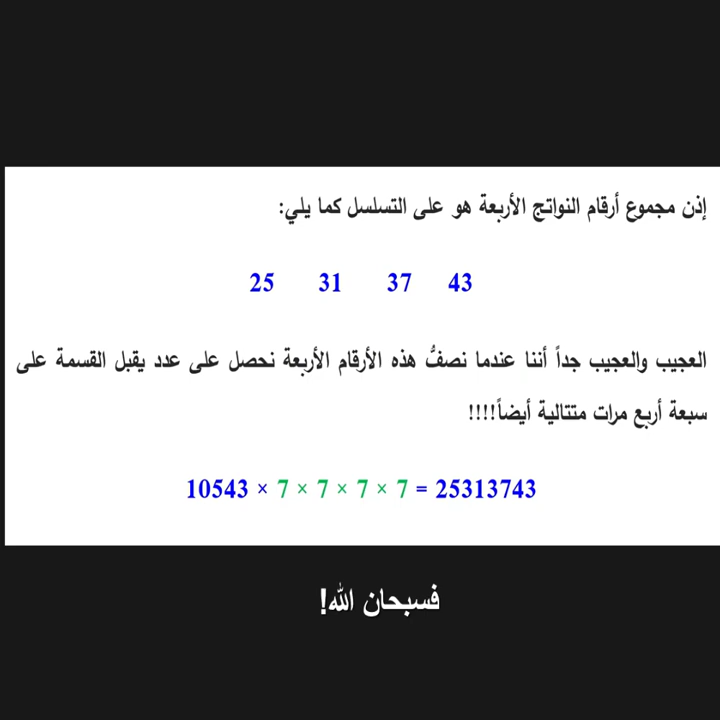 إذن مجموع أرقام النواتج الأربعة هو على التسلسل كما يلي:
25 31 37 43
العجيب والعجيب جداً أننا عندما نصفُّ هذه الأرقام الأربعة نحصل على عدد يقبل القسمة على
سبعة أربع مرات متتالية أيضاً!!!!
10543 × 7 × 7 × 7 × 7 = 25313743
فسبحان الله!